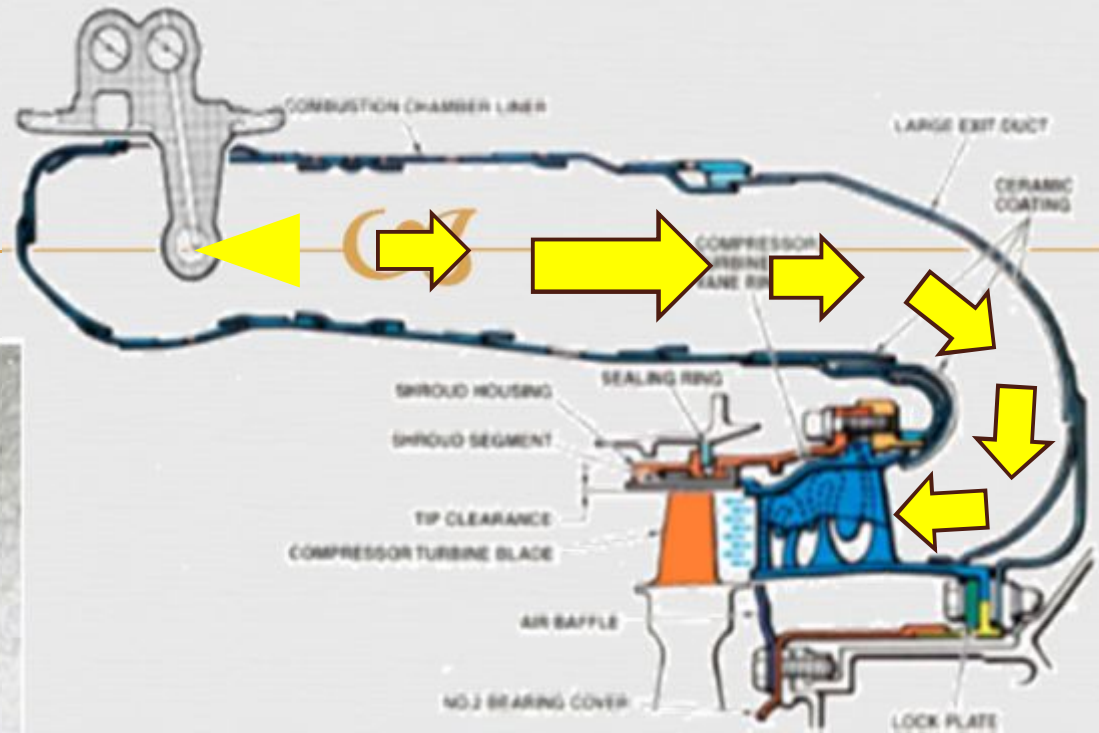 COMBUSTION CHAMBER LINER
LARGE EXIT DUCT
CERAMIC
COATING
COMPRESSOR
TURBINE
VANE RING
SEALING RING
SHROUD HOUSING
SHROUD SEGMENT
TIP CLEARANCE
COMPRESSOR TURBINE BLADE
AIR BAFFLE
NO.2 BEARING COVER
LOCK PLATE